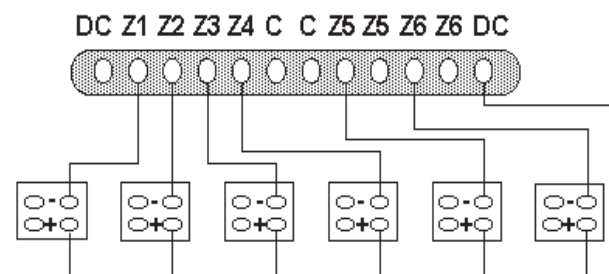 DC Z1 Z2 Z3 Z4 C C Z5 Z5 Z6 Z6 DC
- - - - - -
+ + + + + +